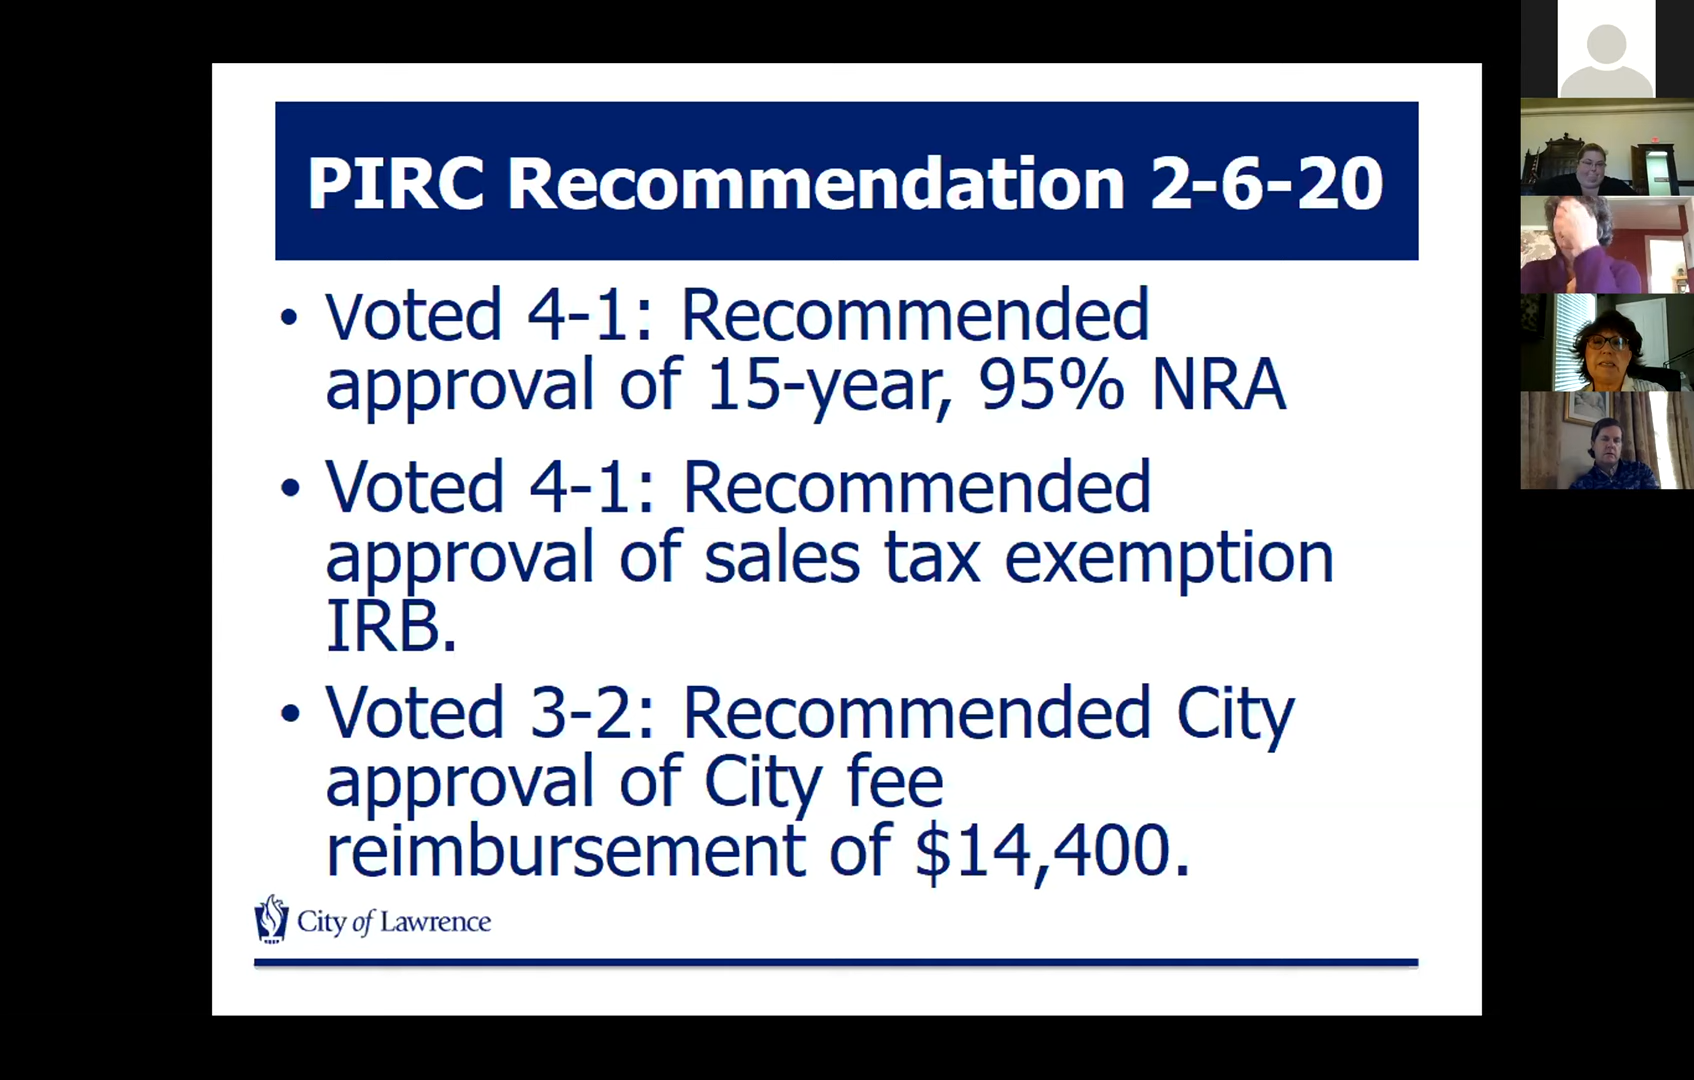 PIRC Recommendation 2-6-20
• Voted 4-1: Recommended
approval of 15-year, 95% NRA
• Voted 4-1: Recommended
approval of sales tax exemption
IRB.
• Voted 3-2: Recommended City
approval of City fee
reimbursement of $14,400.
City of Lawrence